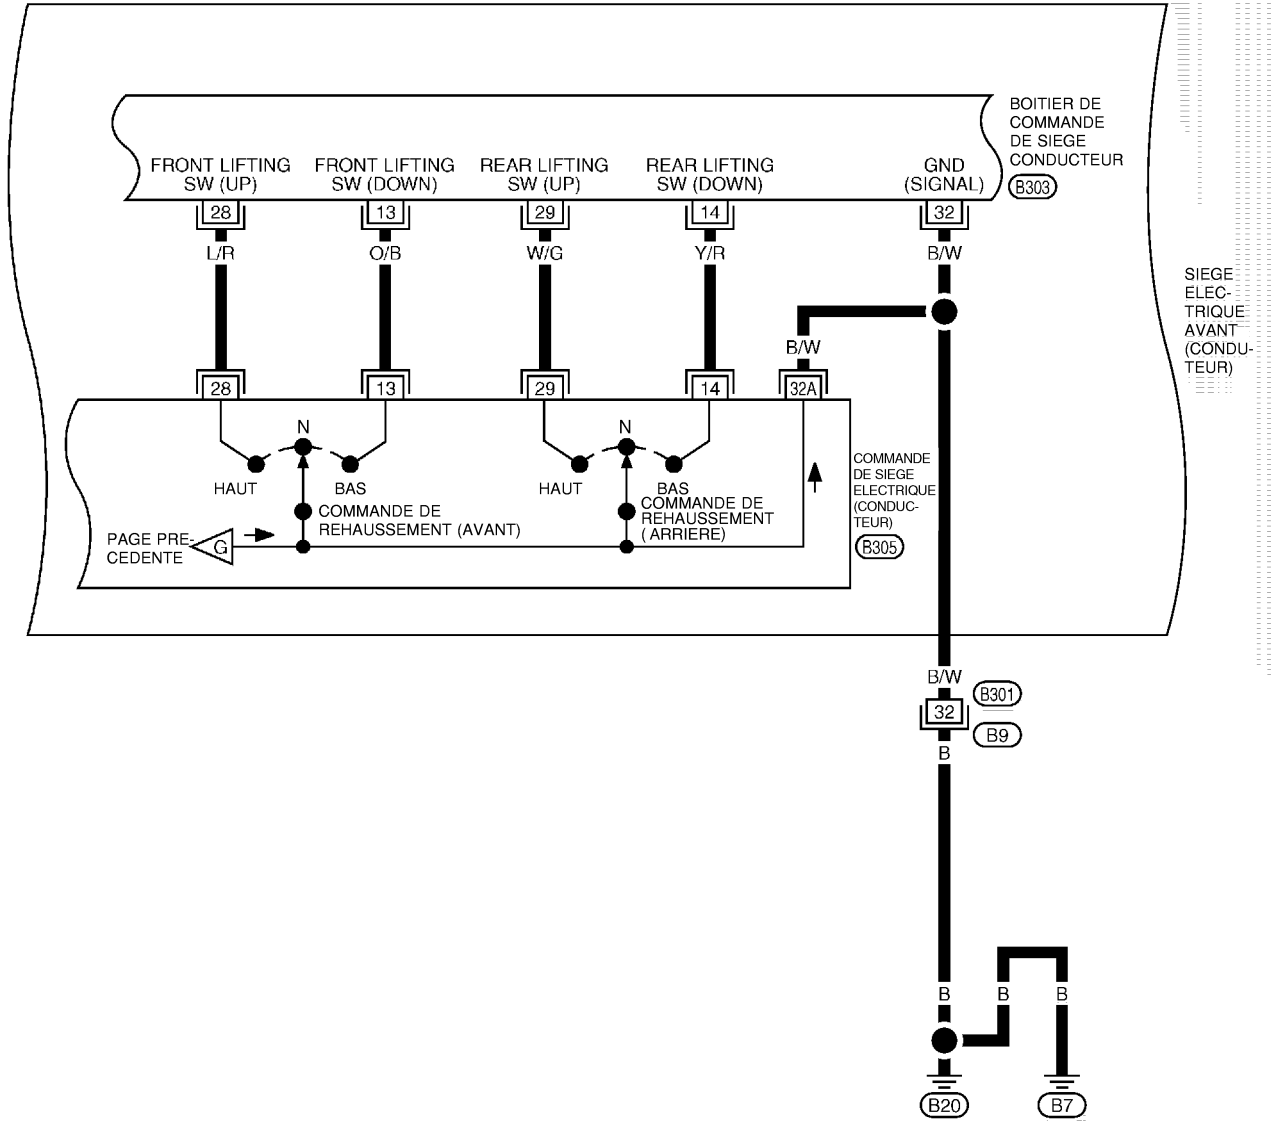 BOITIER DE
COMMANDE
DE SIEGE
CONDUCTEUR
B303
FRONT LIFTING
SW (UP)
FRONT LIFTING
SW (DOWN)
REAR LIFTING
SW (UP)
REAR LIFTING
SW (DOWN)
GND
(SIGNAL)
28
13
29
14
32
L/R
O/B
W/G
Y/R
B/W
SIEGE
ELEC-
TRIQUE
AVANT
(CONDU-
TEUR)
B/W
28
13
29
14
32A
N
N
HAUT
BAS
HAUT
BAS
COMMANDE DE
REHAUSSEMENT (AVANT)
COMMANDE DE
REHAUSSEMENT
( ARRIERE)
COMMANDE
DE SIEGE
ELECTRIQUE
(CONDUC-
TEUR)
B305
PAGE PRE-
CEDENTE
G
B/W
B301
32
B9
B
B
B
B
B20
B7